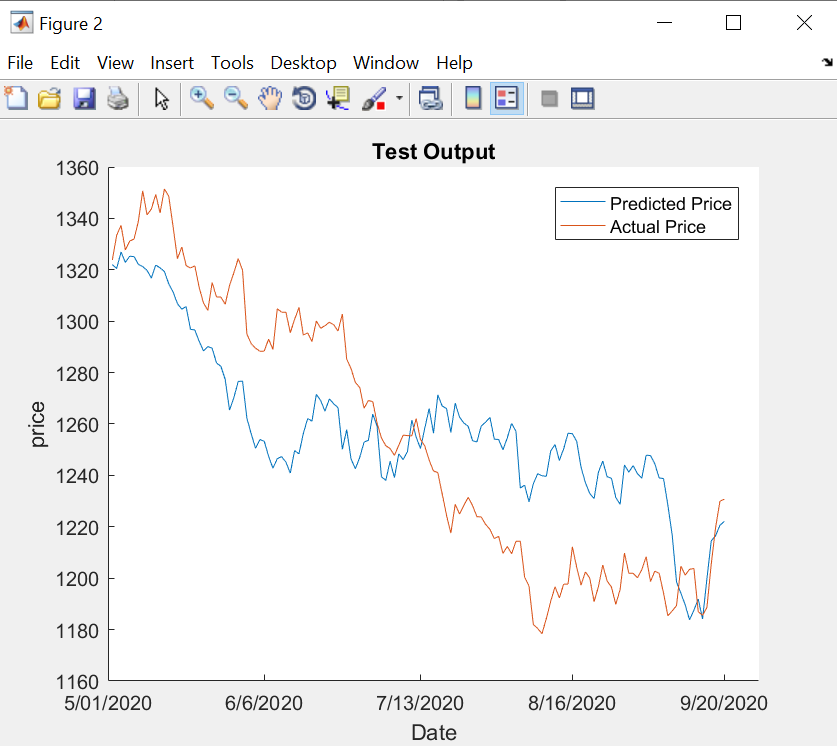 Figure 2
File Edit View Insert Tools Desktop Window Help
Test Output
1360
1340
1320
1300
1280
1260
1240
1220
1200
1180
1160
price
Predicted Price
Actual Price
5/01/2020 6/6/2020 7/13/2020 8/16/2020 9/20/2020
Date